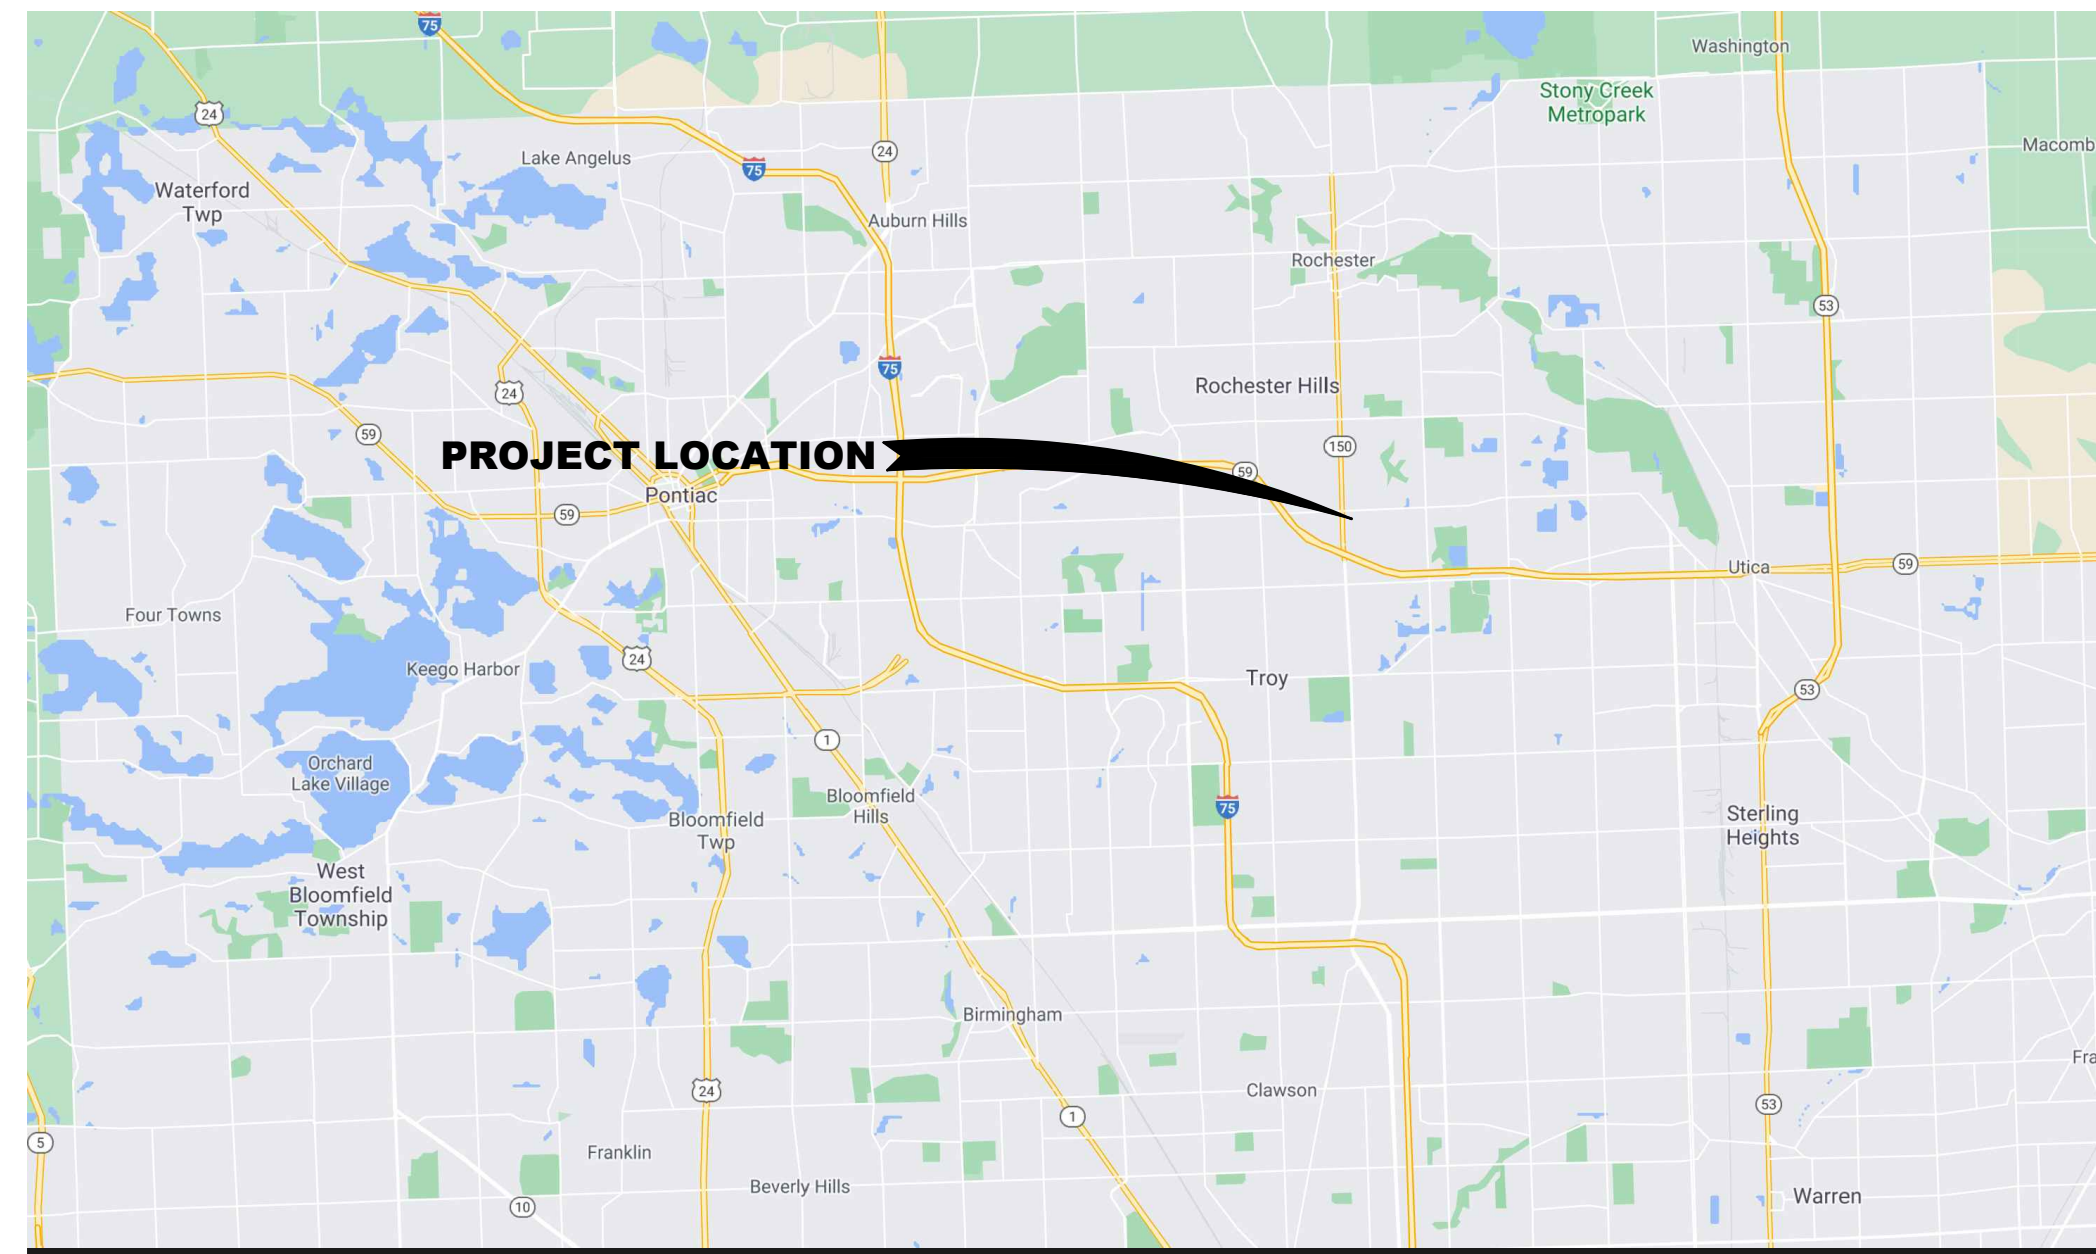 75
Washington
Stony Creek
Metropark
24
Macomb
24
Lake Angelus
75
Waterford
Twp
Auburn Hills
Rochester
53
75
Rochester Hills
24
59
150
PROJECT LOCATION
59
Pontiac
59
Utica
59
Four Towns
24
Keego Harbor
Troy
53
1
Orchard
Lake Village
Bloomfield
Hills
75
Bloomfield
Twp
Sterling
Heights
West
Bloomfield
Township
Birmingham
Fra
24
Clawson
53
1
5
Franklin
Beverly Hills
Warren
10